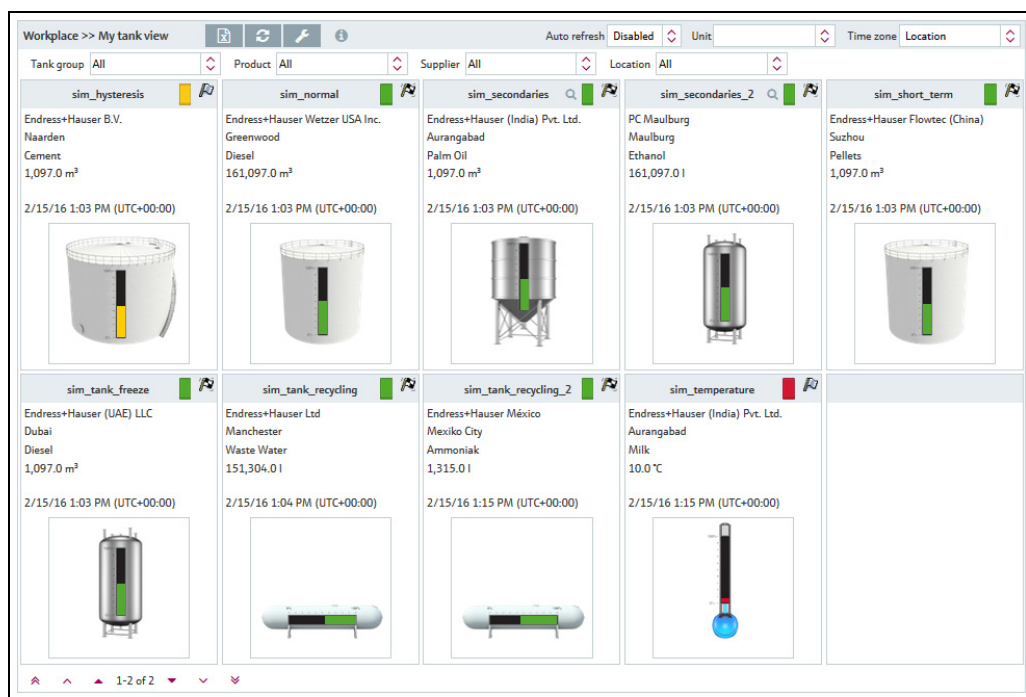 Workplace >> My tank view
Auto refresh Disabled Unit Time zone Location
Tank group All Product All Supplier All Location All
sim_hysteresis
Endress+Hauser B.V.
Naarden
Cement
1,097.0 m³
2/15/16 1:03 PM (UTC+00:00)
sim_normal
Endress+Hauser Wetzer USA Inc.
Greenwood
Diesel
161,097.0 m³
2/15/16 1:03 PM (UTC+00:00)
sim_secondaries
Endress+Hauser (India) Pvt. Ltd.
Aurangabad
Palm Oil
1,097.0 m³
2/15/16 1:03 PM (UTC+00:00)
sim_secondaries_2
PC Maulburg
Maulburg
Ethanol
161,097.0 l
2/15/16 1:03 PM (UTC+00:00)
sim_short_term
Endress+Hauser Flowtec (China)
Suzhou
Pellets
1,097.0 m³
2/15/16 1:03 PM (UTC+00:00)
sim_tank_freeze
Endress+Hauser (UAE) LLC
Dubai
Diesel
1,097.0 m³
2/15/16 1:03 PM (UTC+00:00)
sim_tank_recycling
Endress+Hauser Ltd
Manchester
Waste Water
151,304.0 l
2/15/16 1:04 PM (UTC+00:00)
sim_tank_recycling_2
Endress+Hauser México
Mexiko City
Ammoniak
1,315.0 l
2/15/16 1:15 PM (UTC+00:00)
sim_temperature
Endress+Hauser (India) Pvt. Ltd.
Aurangabad
Milk
10.0 °C
2/15/16 1:15 PM (UTC+00:00)
1-2 of 2